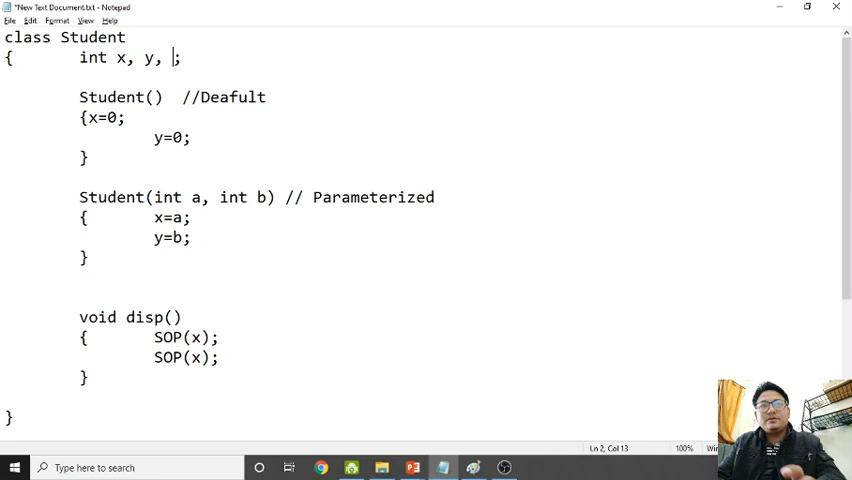 *New Text Document.txt - Notepad
File Edit Format View Help
class Student
{ int x, y, ;
Student() //Deafult
{x=0;
y=0;
}
Student(int a, int b) // Parameterized
{ x=a;
y=b;
}
void disp()
{ SOP(x);
SOP(x);
}
}
Ln 2, Col 13 100% Win
Type here to search